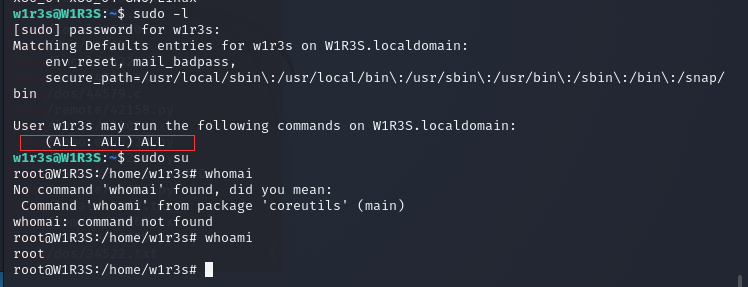 w1r3s@W1R3S:~$ sudo -l
[sudo] password for w1r3s:
Matching Defaults entries for w1r3s on W1R3S.localdomain:
    env_reset, mail_badpass,
    secure_path=/usr/local/sbin\:/usr/local/bin\:/usr/sbin\:/usr/bin\:/sbin\:/bin\:/snap/
bin

User w1r3s may run the following commands on W1R3S.localdomain:
    (ALL : ALL) ALL
w1r3s@W1R3S:~$ sudo su
root@W1R3S:/home/w1r3s# whomai
No command 'whomai' found, did you mean:
 Command 'whoami' from package 'coreutils' (main)
whomai: command not found
root@W1R3S:/home/w1r3s# whoami
root
root@W1R3S:/home/w1r3s#